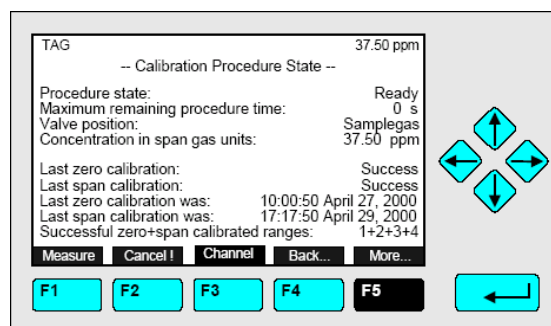 TAG 37.50 ppm
-- Calibration Procedure State --
Procedure state: Ready
Maximum remaining procedure time: 0 s
Valve position: Samplegas
Concentration in span gas units: 37.50 ppm
Last zero calibration: Success
Last span calibration: Success
Last zero calibration was: 10:00:50 April 27, 2000
Last span calibration was: 17:17:50 April 29, 2000
Successful zero+span calibrated ranges: 1+2+3+4
Measure Cancel ! Channel Back... More...
F1 F2 F3 F4 F5